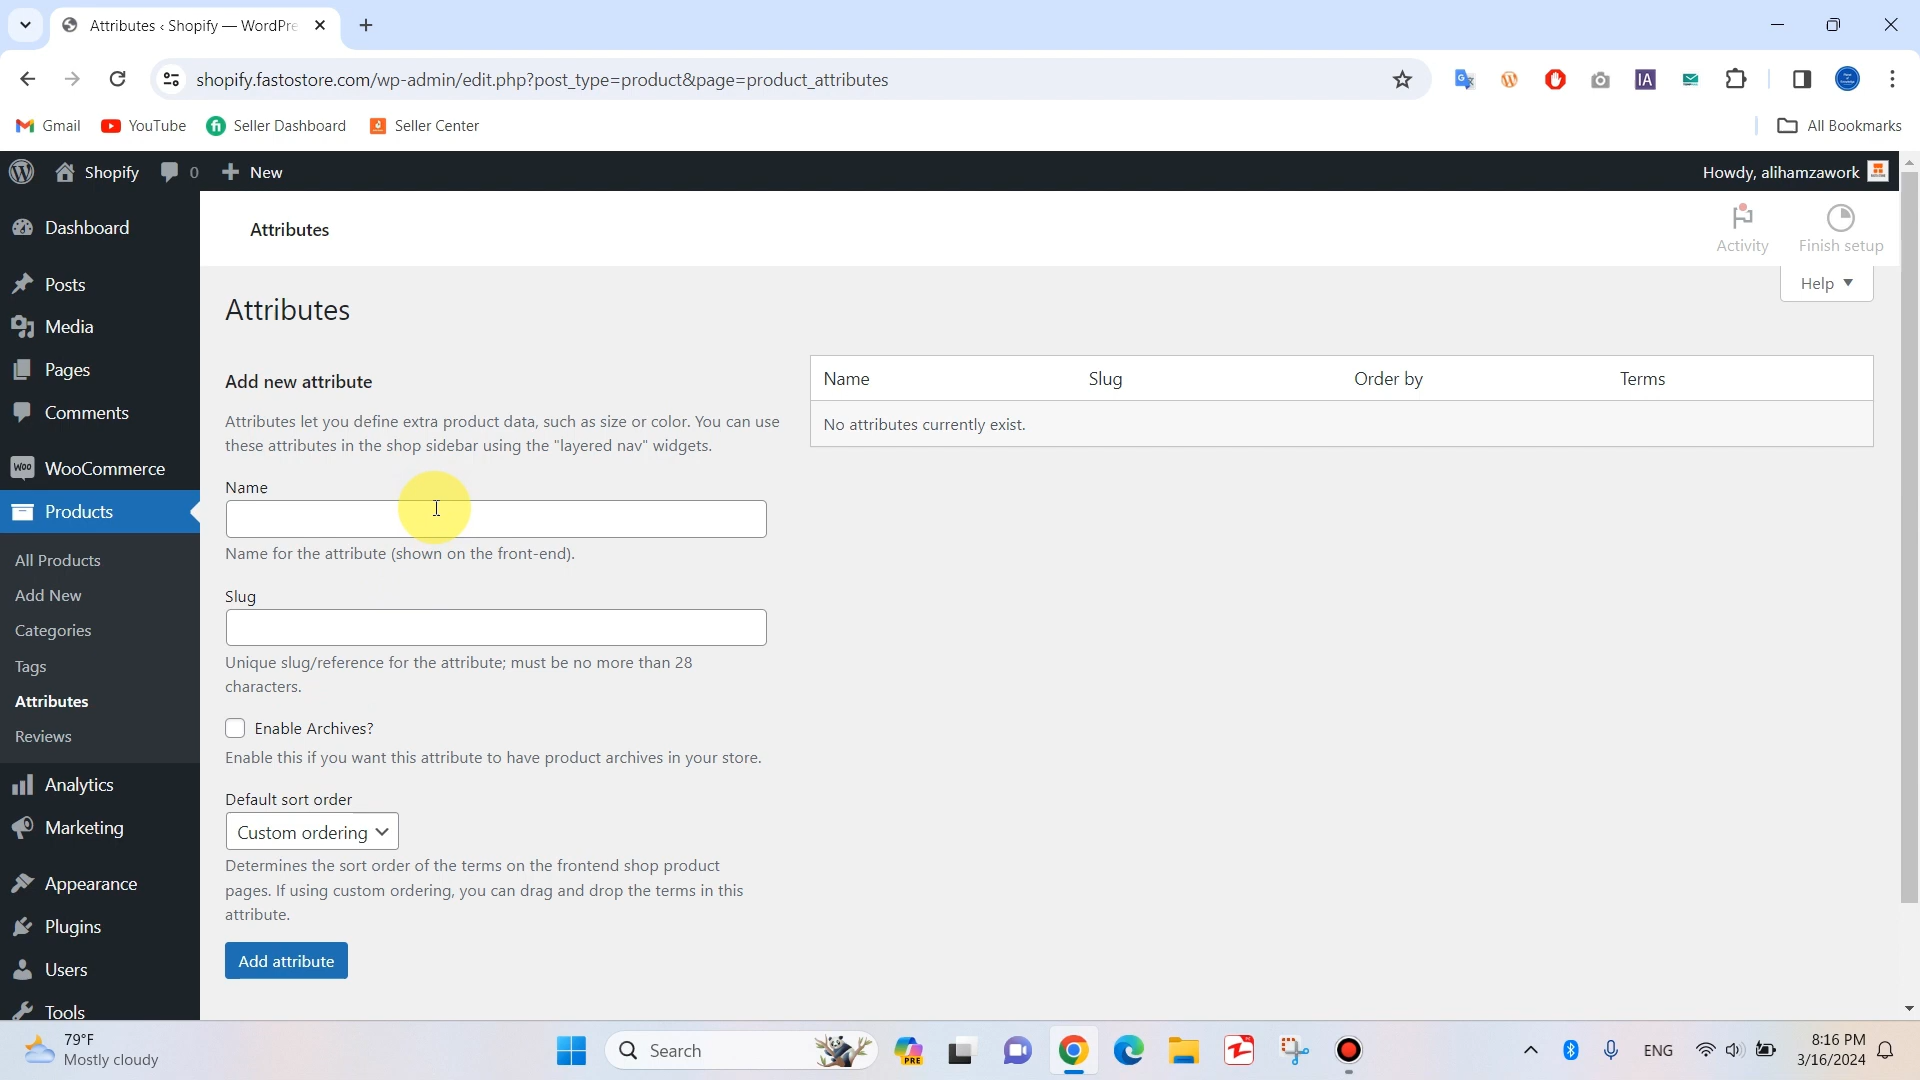 Attributes ‹ Shopify — WordPre
shopify.fastostore.com/wp-admin/edit.php?post_type=product&page=product_attributes
IA
Gmail
YouTube
Seller Dashboard
Seller Center
All Bookmarks
Shopify
0
New
Howdy, alihamzawork
Dashboard
Posts
Media
Pages
Comments
Woo
WooCommerce
Products
All Products
Add New
Categories
Tags
Attributes
Reviews
Analytics
Marketing
Appearance
Plugins
Users
Tools
Attributes
Activity
Finish setup
Help
Attributes
Add new attribute
Attributes let you define extra product data, such as size or color. You can use
these attributes in the shop sidebar using the "layered nav" widgets.
Name
Name for the attribute (shown on the front-end).
Slug
Unique slug/reference for the attribute; must be no more than 28
characters.
Enable Archives?
Enable this if you want this attribute to have product archives in your store.
Default sort order
Custom ordering
Determines the sort order of the terms on the frontend shop product
pages. If using custom ordering, you can drag and drop the terms in this
attribute.
Add attribute
Name Slug Order by Terms
No attributes currently exist.
79°F
Mostly cloudy
Search
PRE
ENG
8:16 PM
3/16/2024